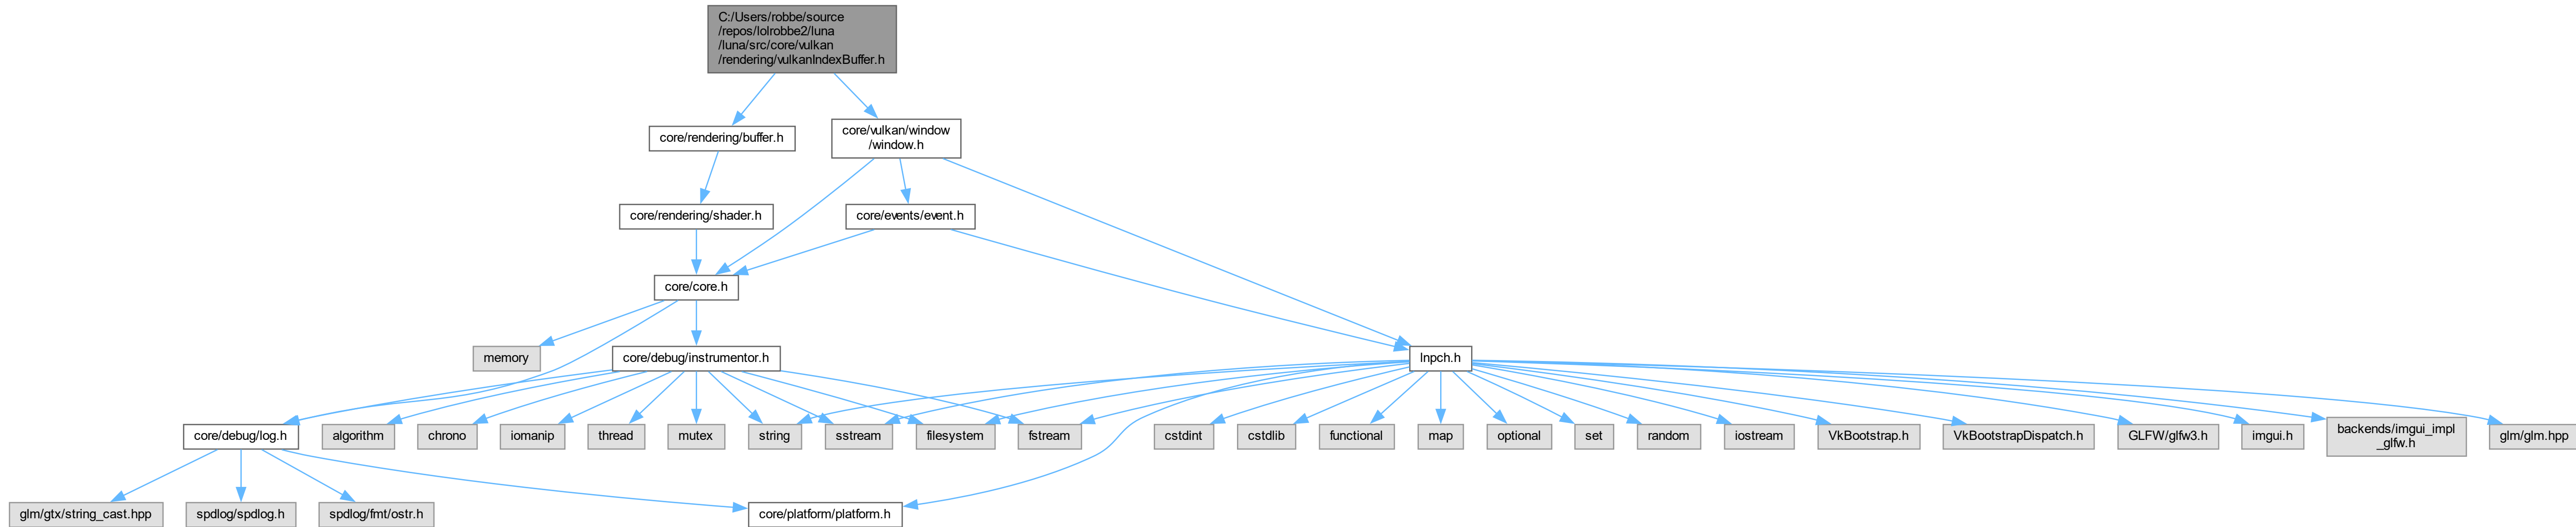 C:/Users/robbe/source
/repos/lolrobbe2/luna
/luna/src/core/vulkan
/rendering/vulkanIndexBuffer.h
core/rendering/buffer.h
core/vulkan/window
/window.h
core/rendering/shader.h
core/events/event.h
core/core.h
memory
core/debug/instrumentor.h
lnpch.h
core/debug/log.h
algorithm
chrono
iomanip
thread
mutex
string
sstream
filesystem
fstream
cstdint
cstdlib
functional
map
optional
set
random
iostream
VkBootstrap.h
VkBootstrapDispatch.h
GLFW/glfw3.h
imgui.h
backends/imgui_impl
_glfw.h
glm/glm.hpp
glm/gtx/string_cast.hpp
spdlog/spdlog.h
spdlog/fmt/ostr.h
core/platform/platform.h